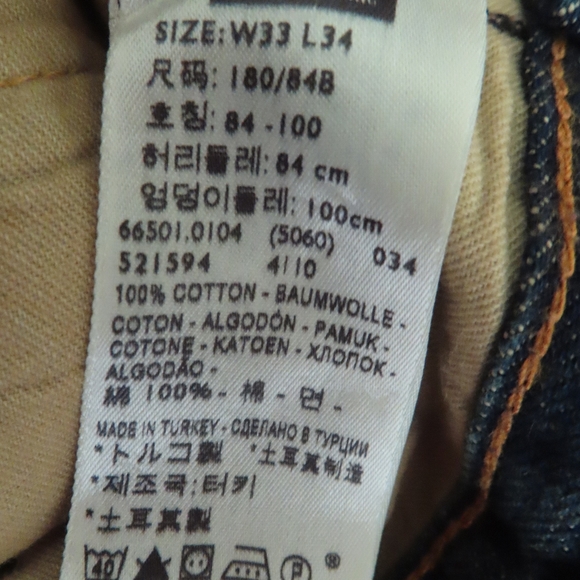 SIZE: W33 L34
尺码: 180/84B
호칭: 84 -100
허리둘레: 84 cm
엉덩이둘레: 100cm
66501.0104 (5060) 034
521594 4110
100% COTTON - BAUMWOLLE -
COTON - ALGODÓN - PAMUK -
COTONE - KATOEN - ХЛОПОК -
ALGODÃO -
綿 100% - 棉 - 면 -
MADE IN TURKEY - СДЕЛАНО В ТУРЦИИ
*トルコ製 *土耳其制造
*제조국:터키
*土耳其製
40 P ®